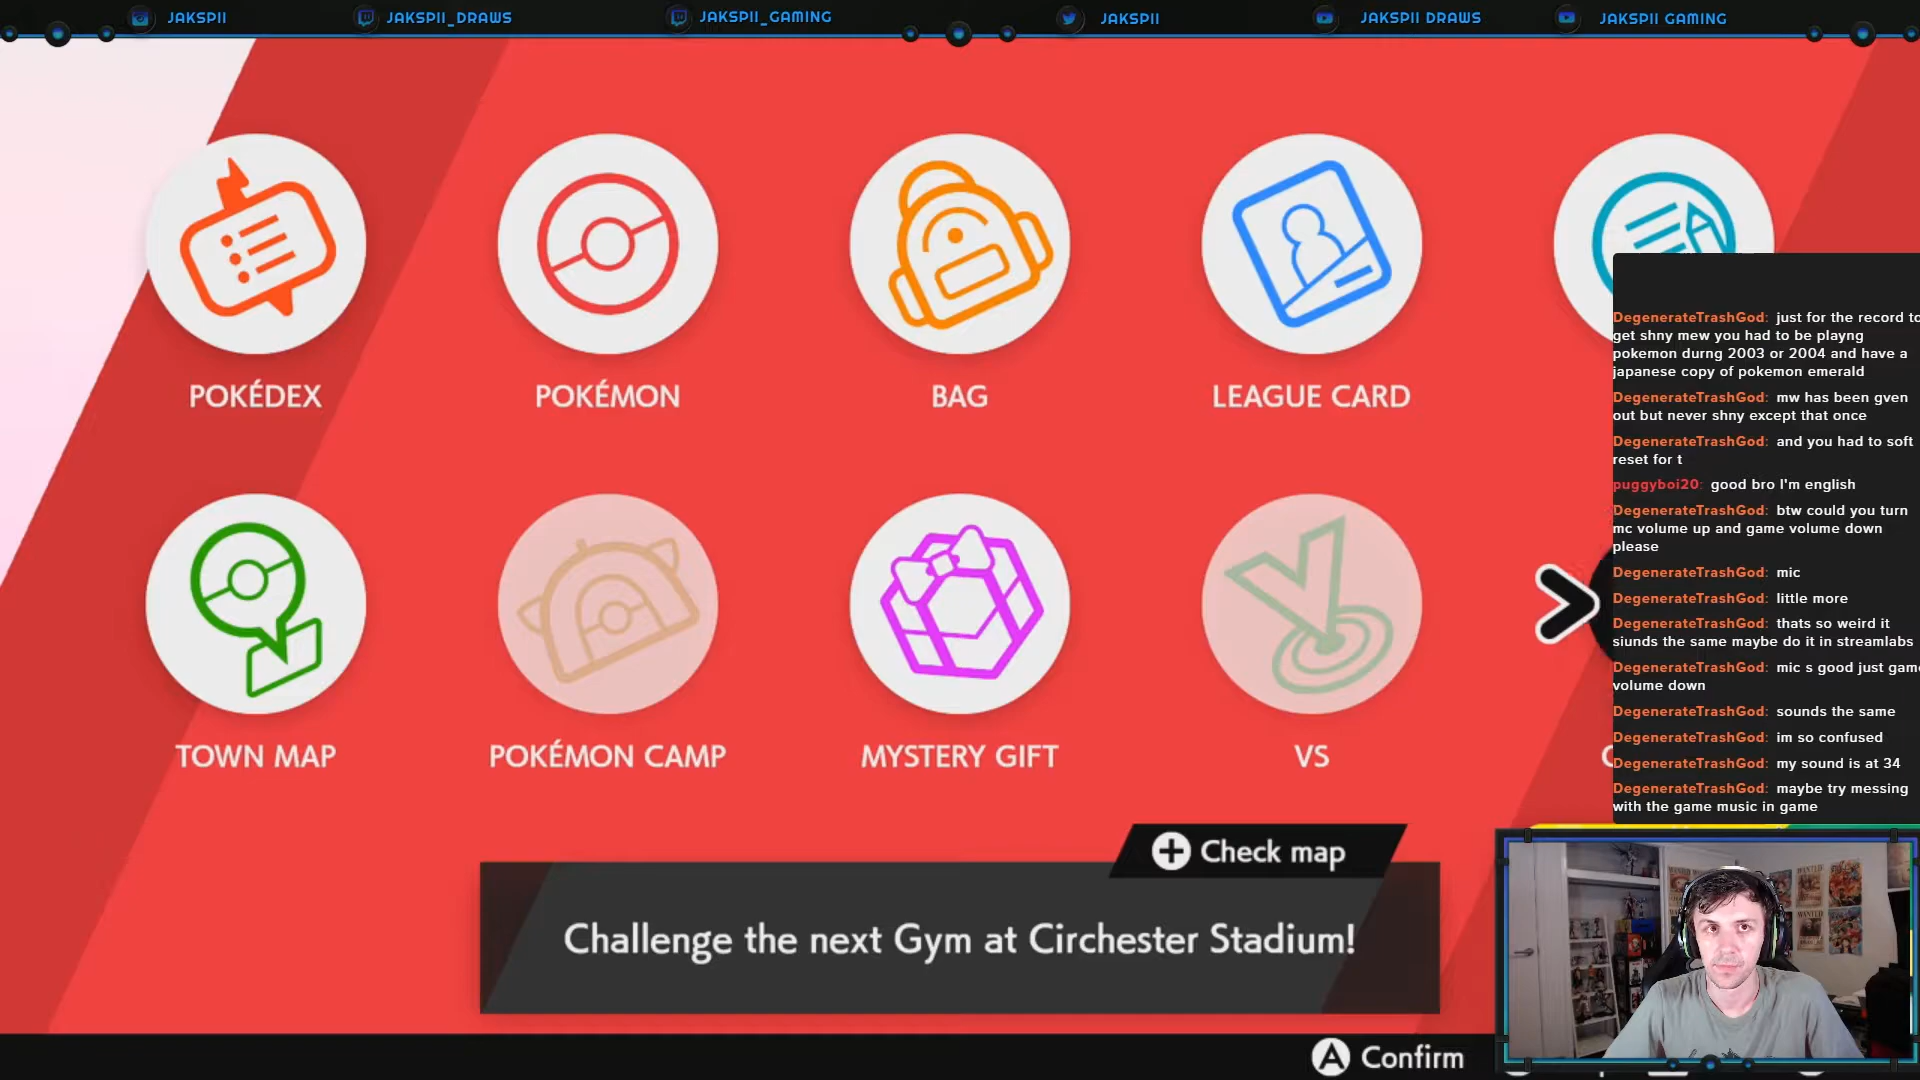 JAKSPII
JAKSPII_DRAWS
JAKSPII_GAMING
JAKSPII
JAKSPII DRAWS
JAKSPII GAMING
POKÉDEX
POKÉMON
BAG
LEAGUE CARD
TOWN MAP
POKÉMON CAMP
MYSTERY GIFT
VS
DegenerateTrashGod: just for the record to
get shny mew you had to be playng
pokemon durng 2003 or 2004 and have a
japanese copy of pokemon emerald
DegenerateTrashGod: mw has been gven
out but never shny except that once
DegenerateTrashGod: and you had to soft
reset for t
puggyboi20: good bro I'm english
DegenerateTrashGod: btw could you turn
mc volume up and game volume down
please
DegenerateTrashGod: mic
DegenerateTrashGod: little more
DegenerateTrashGod: thats so weird it
siunds the same maybe do it in streamlabs
DegenerateTrashGod: mic s good just game
volume down
DegenerateTrashGod: sounds the same
DegenerateTrashGod: im so confused
DegenerateTrashGod: my sound is at 34
DegenerateTrashGod: maybe try messing
with the game music in game
Check map
Challenge the next Gym at Circhester Stadium!
A Confirm
WANTED
WANTED